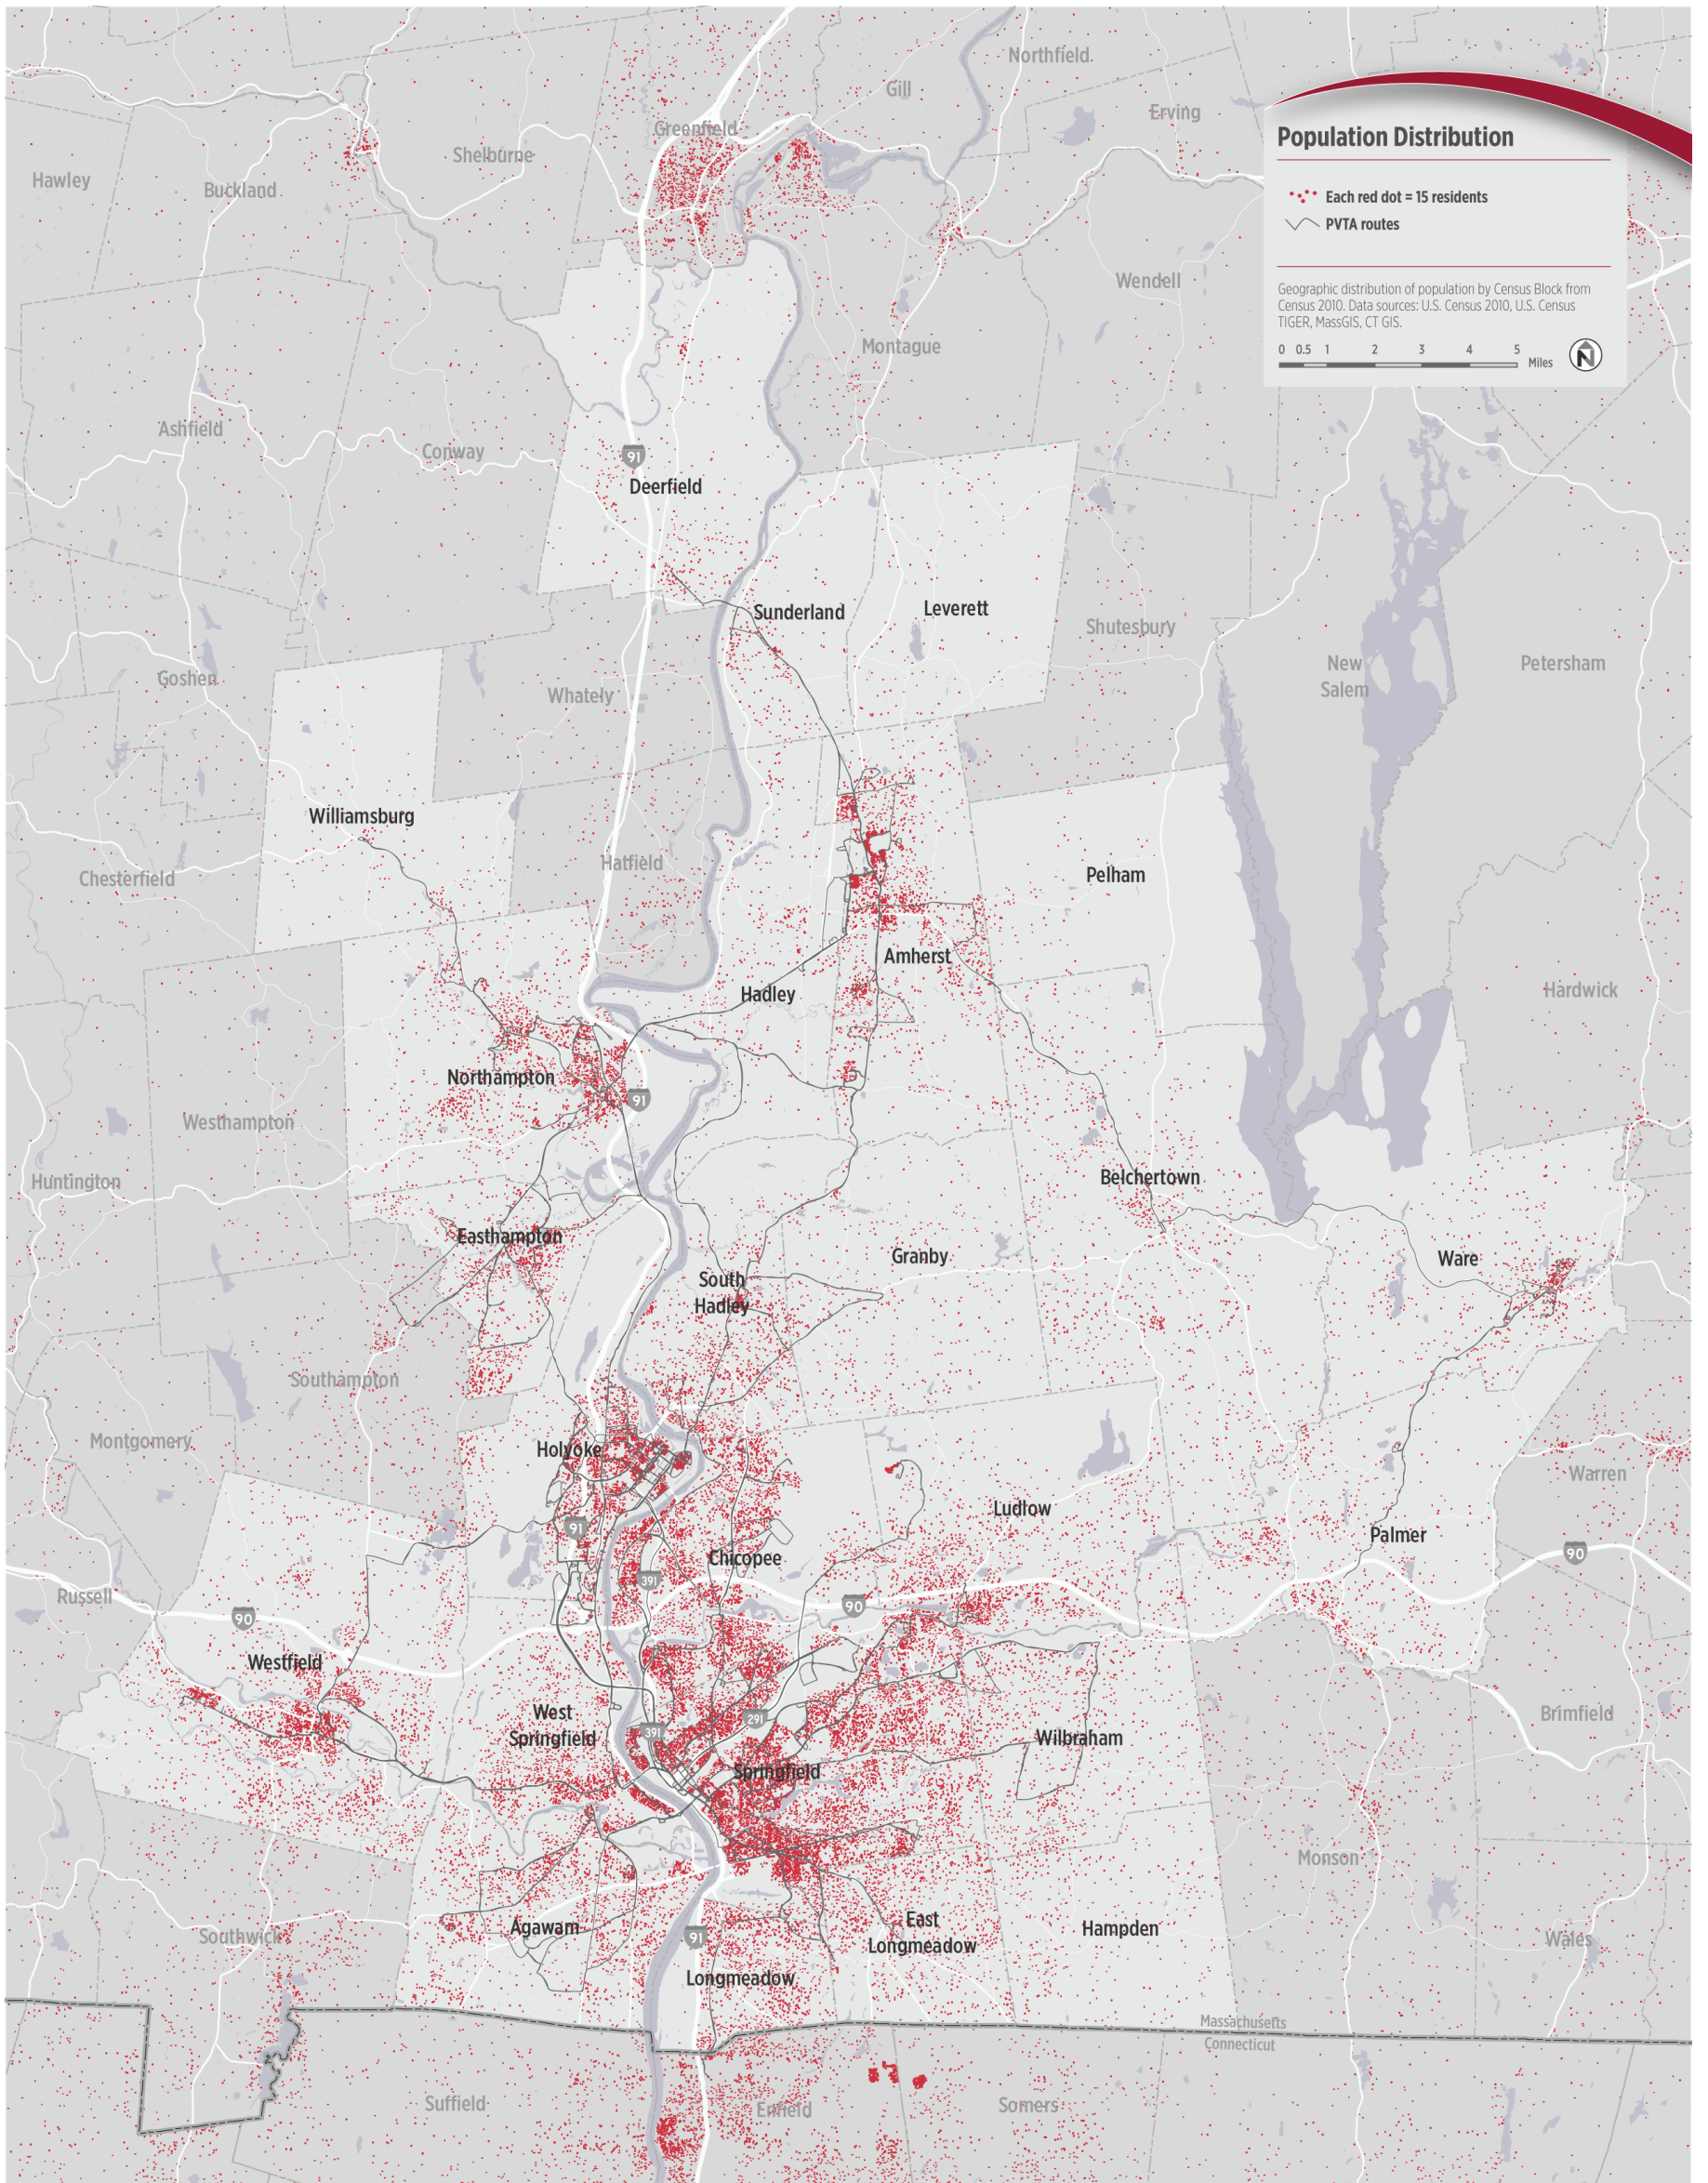 Northfield
Gill
Erving
Greenfield
Shelburne
Hawley
Buckland
Population Distribution
Each red dot = 15 residents
PVTA routes
Geographic distribution of population by Census Block from
Census 2010. Data sources: U.S. Census 2010, U.S. Census
TIGER, MassGIS, CT GIS.
0 0.5 1 2 3 4 5 Miles
N
Wendell
Montague
Ashfield
Conway
91
Deerfield
Sunderland
Leverett
Shutesbury
New
Salem
Petersham
Goshen
Whately
Williamsburg
Hatfield
Chesterfield
Pelham
Amherst
Hadley
Hardwick
Northampton
91
Westhampton
Huntington
Belchertown
Easthampton
Granby
Ware
South
Hadley
Southampton
Montgomery
Holyoke
Warren
Ludlow
91
Palmer
Chicopee
90
391
Russell
90
90
Westfield
West
Springfield
391
291
Wilbraham
Brimfield
Springfield
Monson
Agawam
East
Longmeadow
Hampden
Southwick
91
Wales
Longmeadow
Massachusetts
Connecticut
Suffield
Enfield
Somers